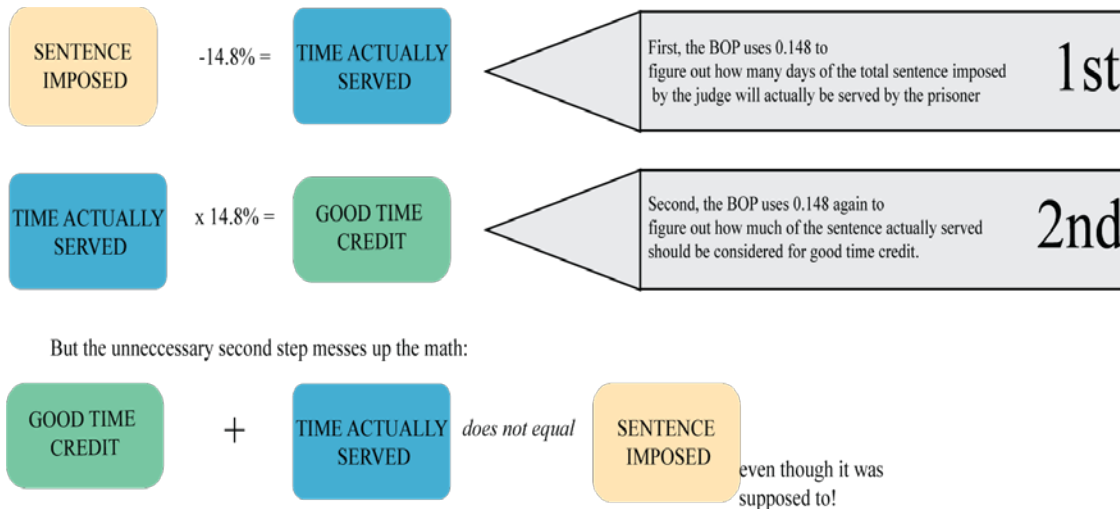 SENTENCE
IMPOSED
-14.8% =
TIME ACTUALLY
SERVED
First, the BOP uses 0.148 to
figure out how many days of the total sentence imposed
by the judge will actually be served by the prisoner
1st
TIME ACTUALLY
SERVED
x 14.8% =
GOOD TIME
CREDIT
Second, the BOP uses 0.148 again to
figure out how much of the sentence actually served
should be considered for good time credit.
2nd
But the unneccessary second step messes up the math:
GOOD TIME
CREDIT
+
TIME ACTUALLY
SERVED
does not equal
SENTENCE
IMPOSED
even though it was
supposed to!